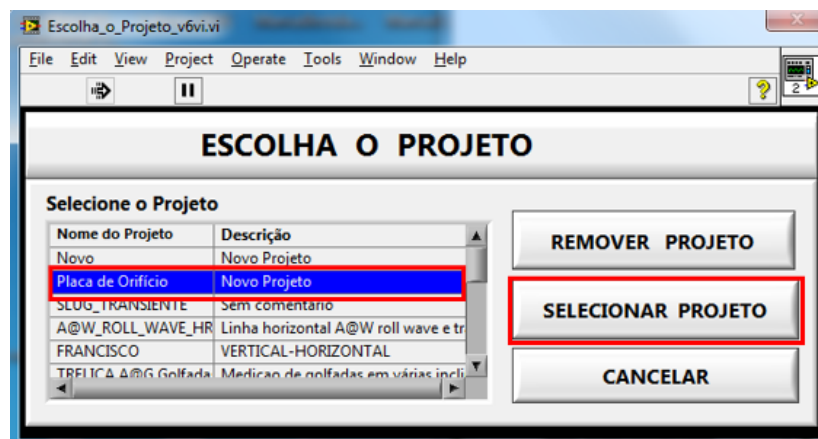 Escolha_o_Projeto_v6vi.vi
File Edit View Project Operate Tools Window Help
2
ESCOLHA O PROJETO
Selecione o Projeto
Nome do Projeto Descrição
Novo Novo Projeto
Placa de Orifício Novo Projeto
SLUG_TRANSIENTE Sem comentário
A@W_ROLL_WAVE_HR Linha horizontal A@W roll wave e tr
FRANCISCO VERTICAL-HORIZONTAL
TRELICA A@G Golfada Medicao de golfadas em várias incli
REMOVER PROJETO
SELECIONAR PROJETO
CANCELAR